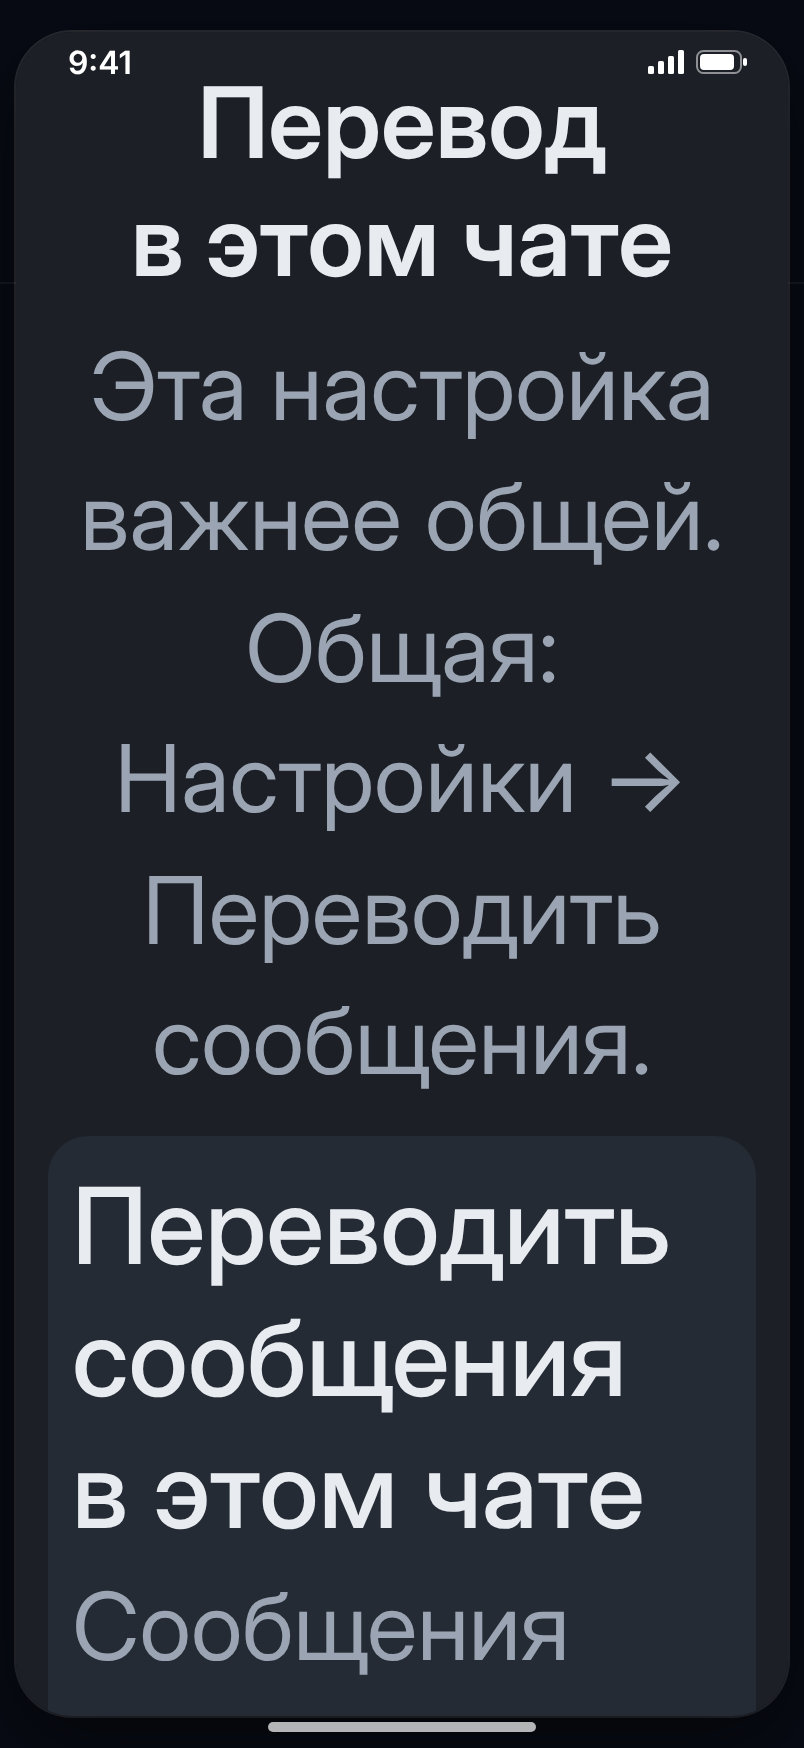 9:41
Перевод
в этом чате
Эта настройка
важнее общей.
Общая:
Настройки →
Переводить
сообщения.
Переводить
сообщения
в этом чате
Сообщения